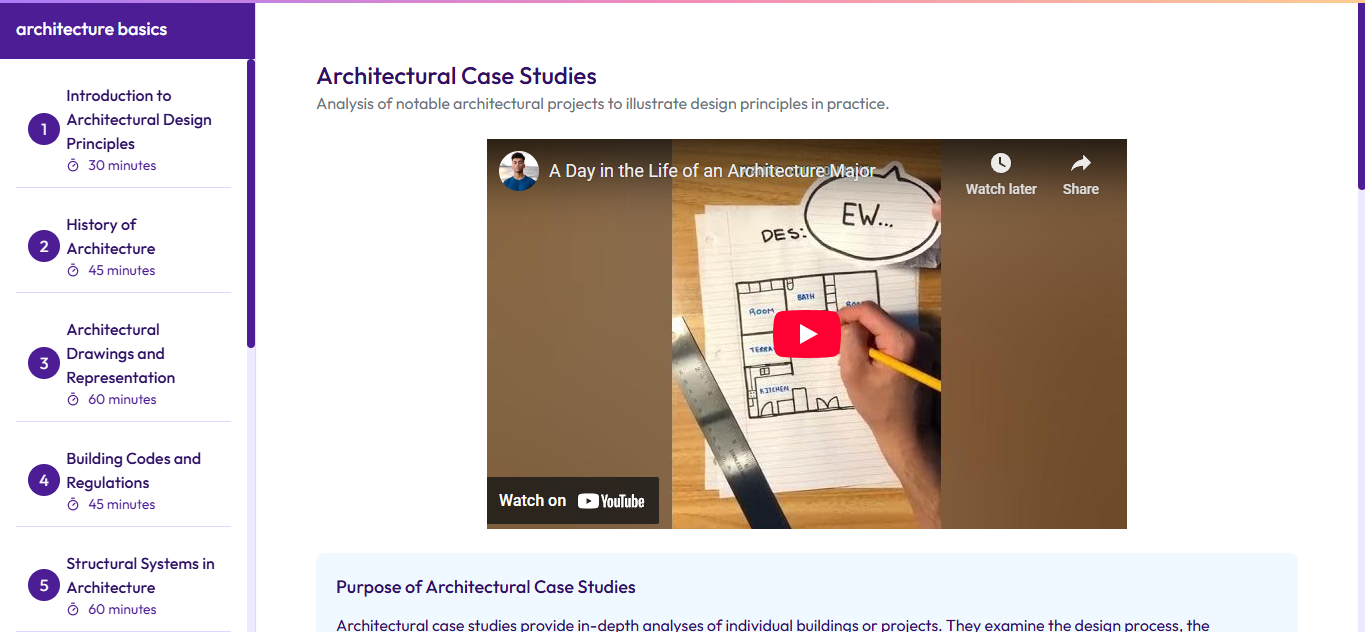 architecture basics
1
Introduction to
Architectural Design
Principles
30 minutes
2
History of
Architecture
45 minutes
3
Architectural
Drawings and
Representation
60 minutes
4
Building Codes and
Regulations
45 minutes
5
Structural Systems in
Architecture
60 minutes
Architectural Case Studies
Analysis of notable architectural projects to illustrate design principles in practice.
A Day in the Life of an Architecture Major
Watch later
Share
EW...
DES:
BATH
ROOM
KITCHEN
Watch on YouTube
Purpose of Architectural Case Studies
Architectural case studies provide in-depth analyses of individual buildings or projects. They examine the design process, the